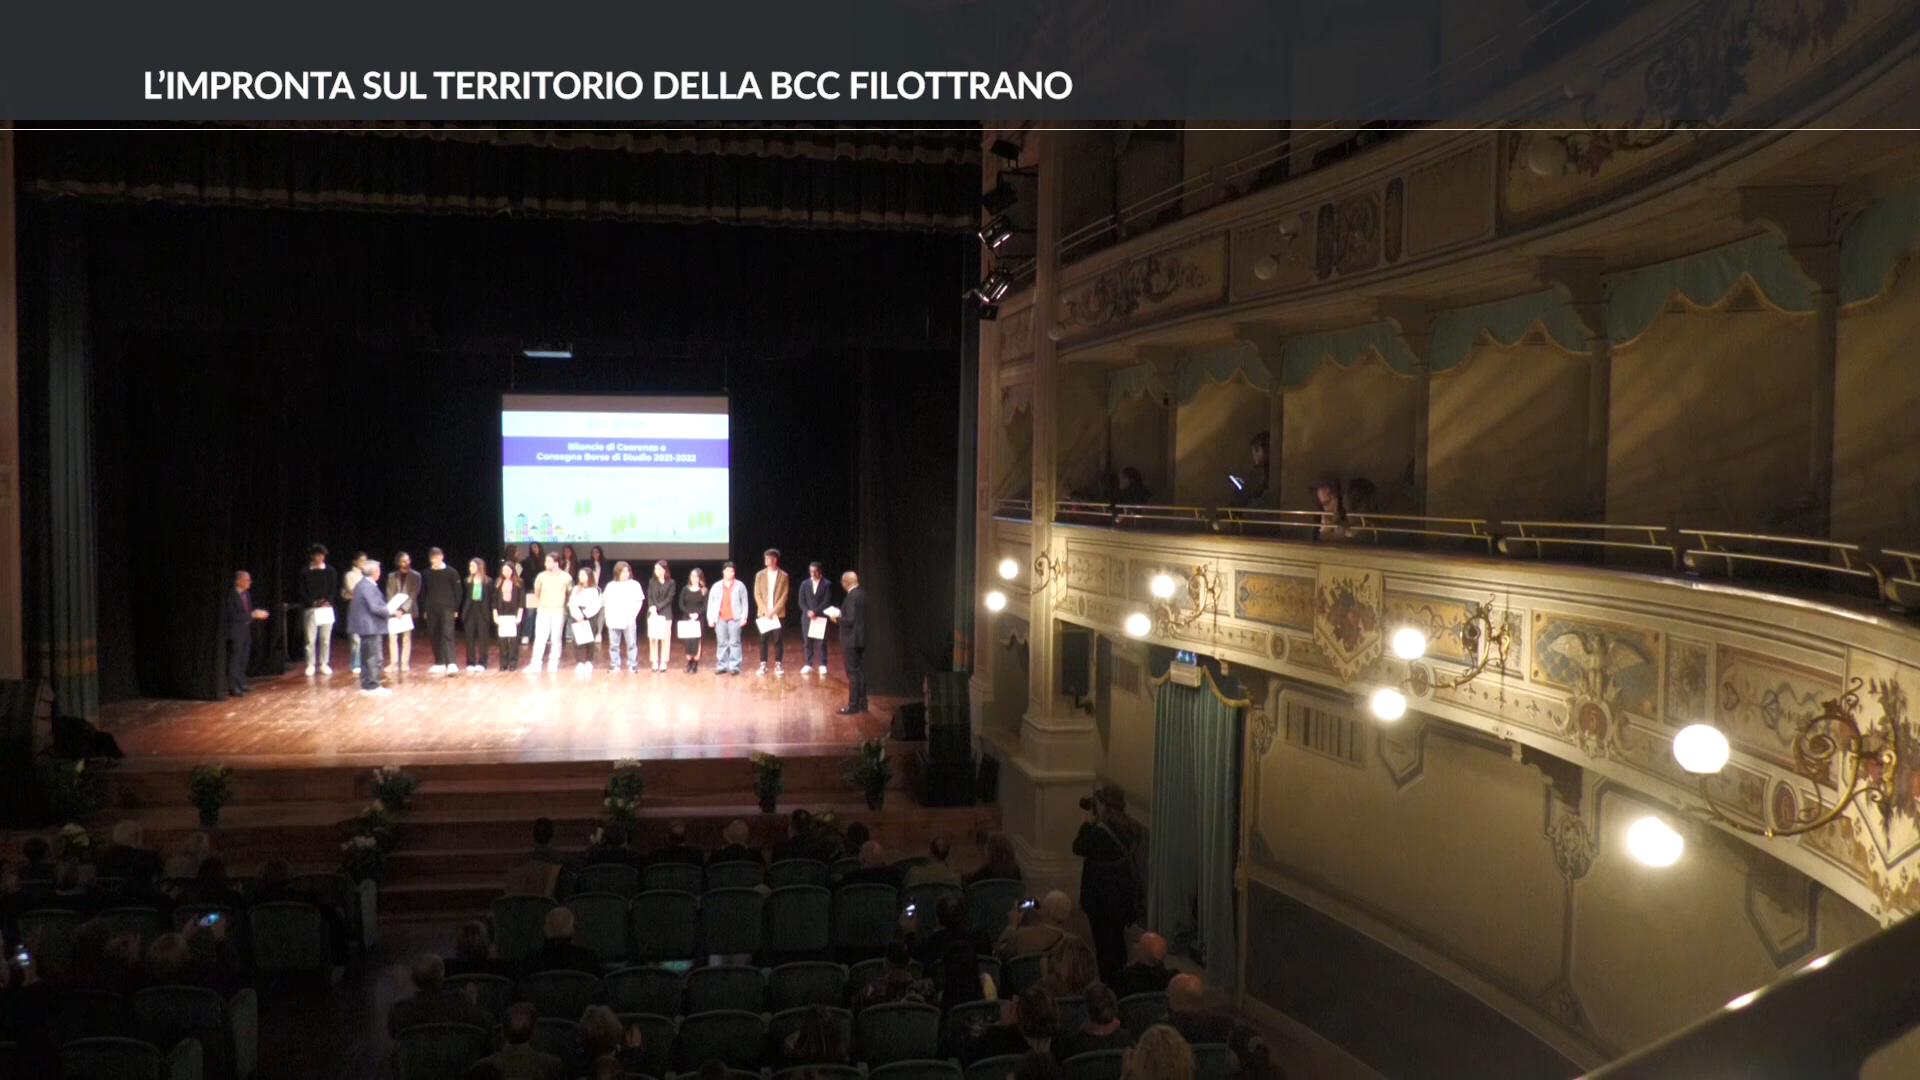 L'IMPRONTA SUL TERRITORIO DELLA BCC FILOTTRANO
Bilancio di Coerenza e
Consegna Borse di Studio 2021-2022